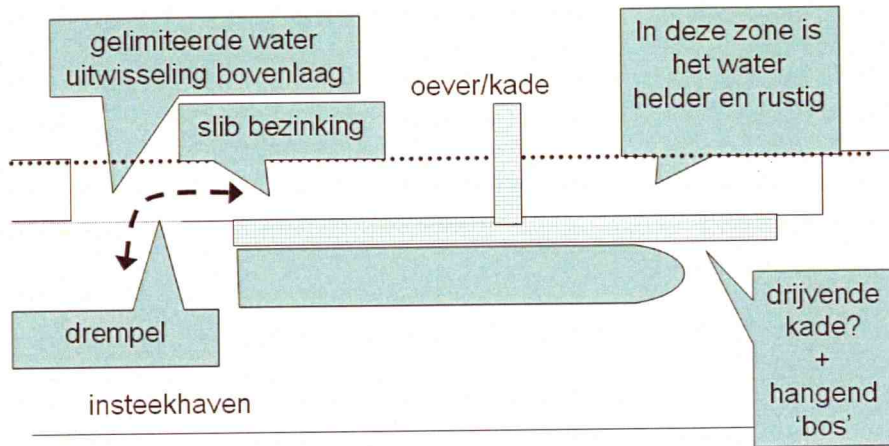 gelimiteerde water
uitwisseling bovenlaag
slib bezinking
oever/kade
In deze zone is
het water
helder en rustig
drempel
insteekhaven
drijvende
kade?
+
hangend
'bos'